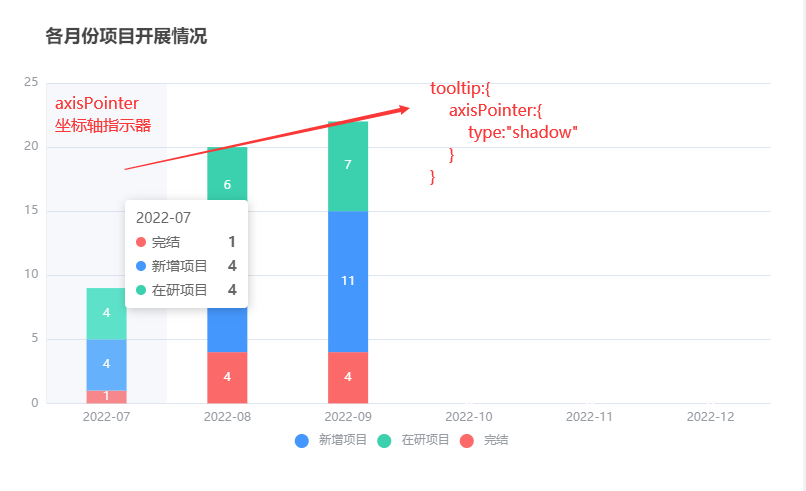 各月份项目开展情况
25
20
15
10
5
0
axisPointer
坐标轴指示器
tooltip:{
axisPointer:{
type:"shadow"
}
}
6
7
11
4
4
4
4
1
2022-07
完结 1
新增项目 4
在研项目 4
2022-07 2022-08 2022-09 2022-10 2022-11 2022-12
新增项目 在研项目 完结